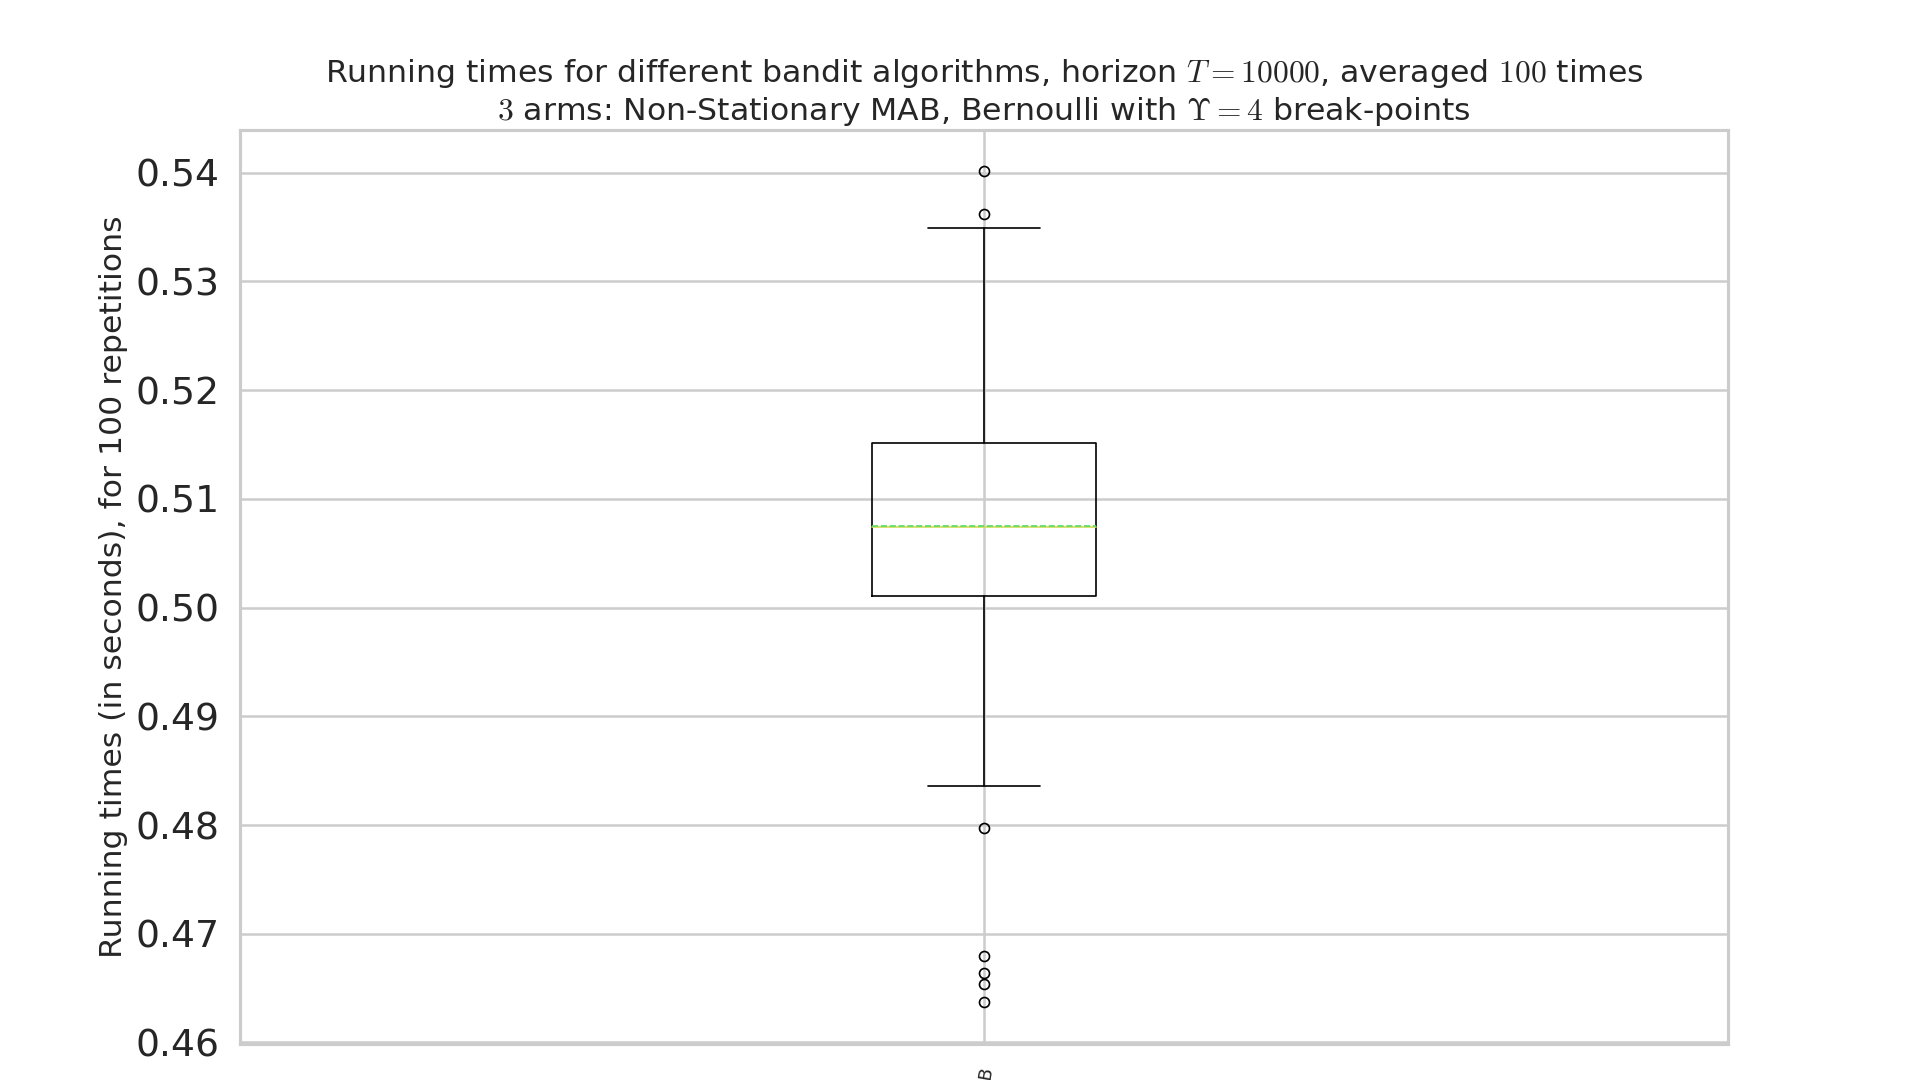 Running times for different bandit algorithms, horizon T = 10000, averaged 100 times
3 arms: Non-Stationary MAB, Bernoulli with ϒ = 4 break-points
Running times (in seconds), for 100 repetitions
0.54
0.53
0.52
0.51
0.50
0.49
0.48
0.47
0.46
B